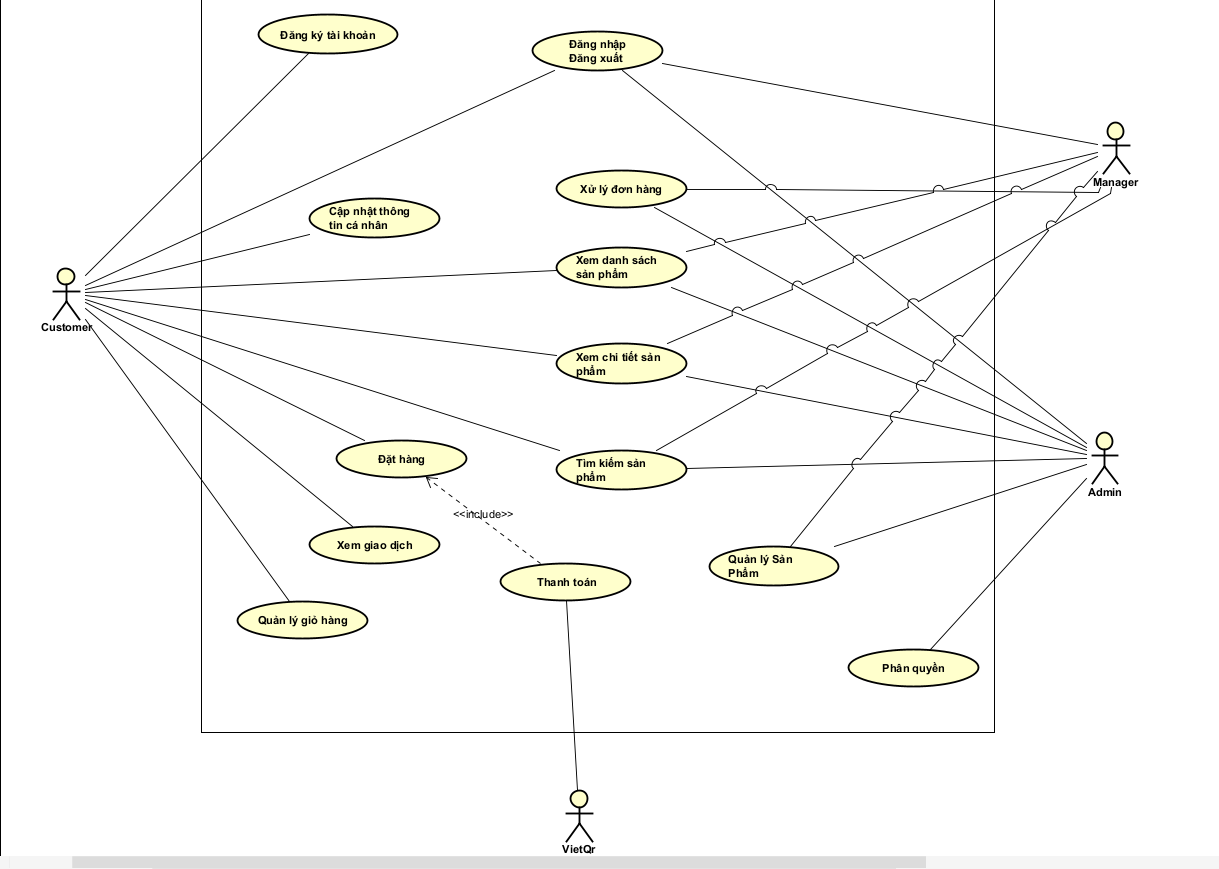 Đăng ký tài khoản
Đăng nhập
Đăng xuất
Manager
Xử lý đơn hàng
Cập nhật thông
tin cá nhân
Xem danh sách
sản phẩm
Customer
Xem chi tiết sản
phẩm
Đặt hàng
Tìm kiếm sản
phẩm
Admin
<<include>>
Xem giao dịch
Quản lý Sản
Phẩm
Thanh toán
Quản lý giỏ hàng
Phân quyền
VietQr